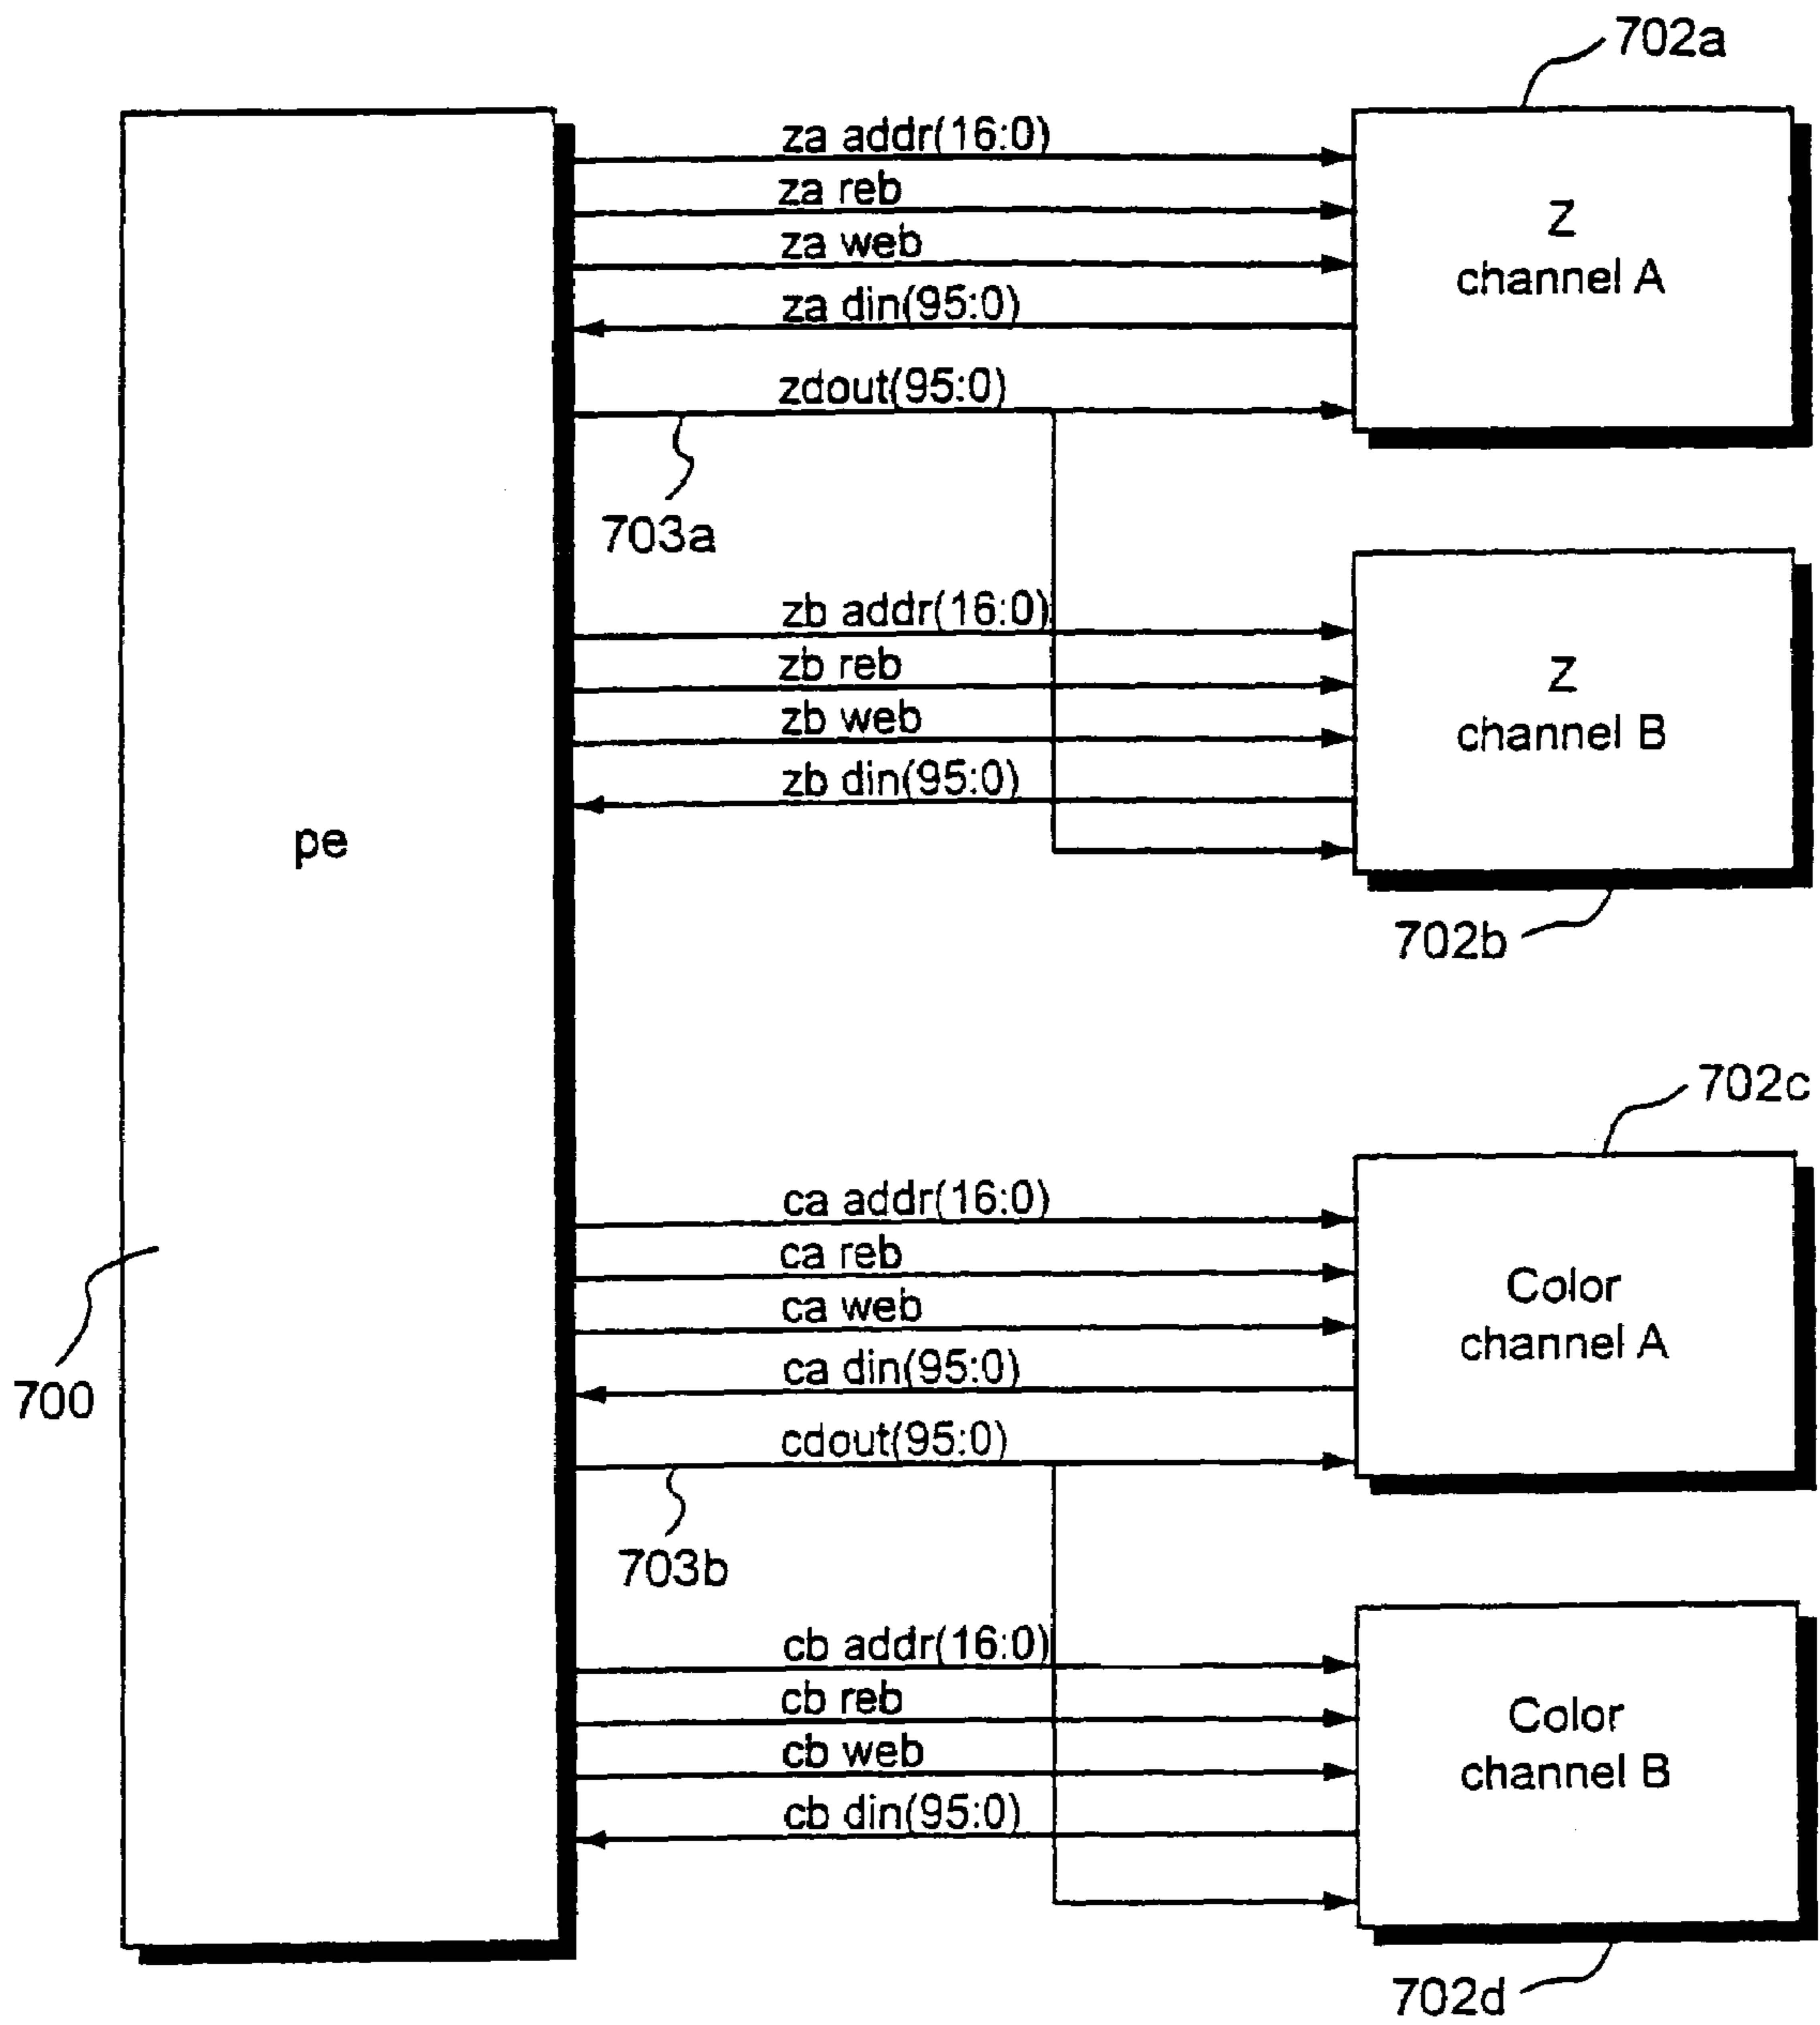 702a
za addr(16:0)
za reb
za web
za din(95:0)
zdout(95:0)
Z
channel A
703a
zb addr(16:0)
zb reb
zb web
zb din(95:0)
Z
channel B
pe
702b
702c
ca addr(16:0)
ca reb
ca web
ca din(95:0)
cdout(95:0)
Color
channel A
700
703b
cb addr(16:0)
cb reb
cb web
cb din(95:0)
Color
channel B
702d